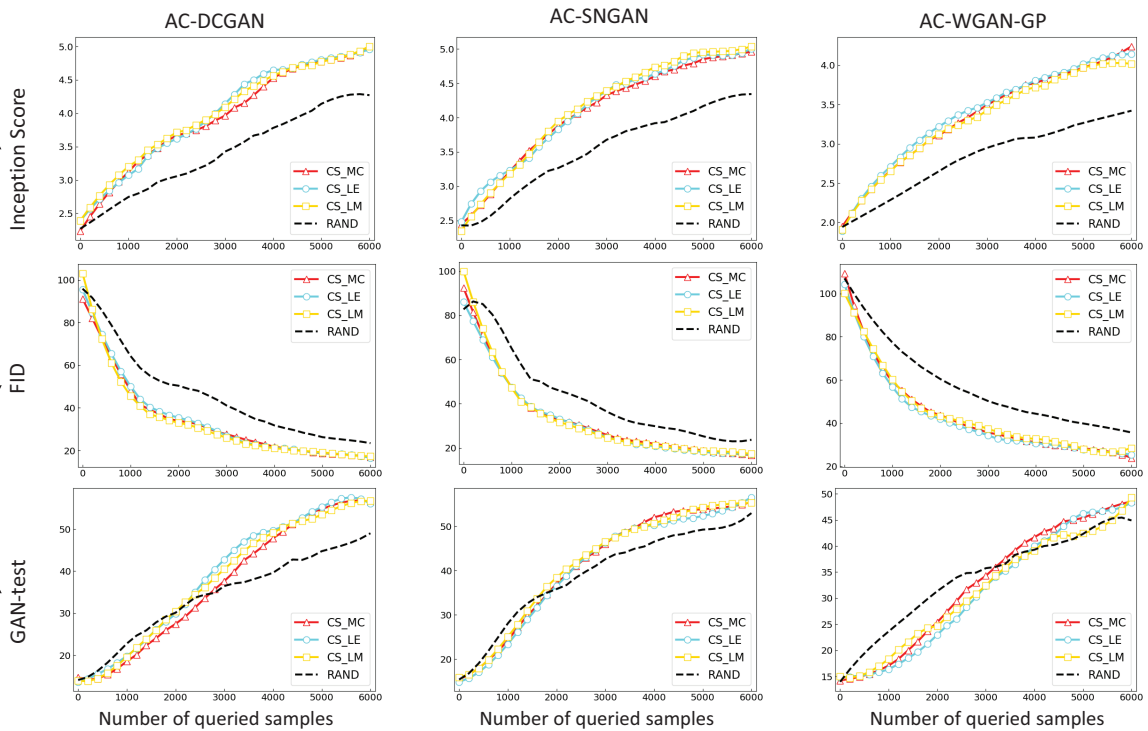 AC-DCGAN AC-SNGAN AC-WGAN-GP
Inception Score
5.0
4.5
4.0
3.5
3.0
2.5
0 1000 2000 3000 4000 5000 6000
CS_MC
CS_LE
CS_LM
RAND
5.0
4.5
4.0
3.5
3.0
2.5
0 1000 2000 3000 4000 5000 6000
CS_MC
CS_LE
CS_LM
RAND
4.0
3.5
3.0
2.5
2.0
0 1000 2000 3000 4000 5000 6000
CS_MC
CS_LE
CS_LM
RAND
FID
100
80
60
40
20
0 1000 2000 3000 4000 5000 6000
CS_MC
CS_LE
CS_LM
RAND
100
80
60
40
20
0 1000 2000 3000 4000 5000 6000
CS_MC
CS_LE
CS_LM
RAND
100
80
60
40
20
0 1000 2000 3000 4000 5000 6000
CS_MC
CS_LE
CS_LM
RAND
GAN-test
50
40
30
20
0 1000 2000 3000 4000 5000 6000
CS_MC
CS_LE
CS_LM
RAND
Number of queried samples
50
40
30
20
0 1000 2000 3000 4000 5000 6000
CS_MC
CS_LE
CS_LM
RAND
Number of queried samples
50
45
40
35
30
25
20
15
0 1000 2000 3000 4000 5000 6000
CS_MC
CS_LE
CS_LM
RAND
Number of queried samples